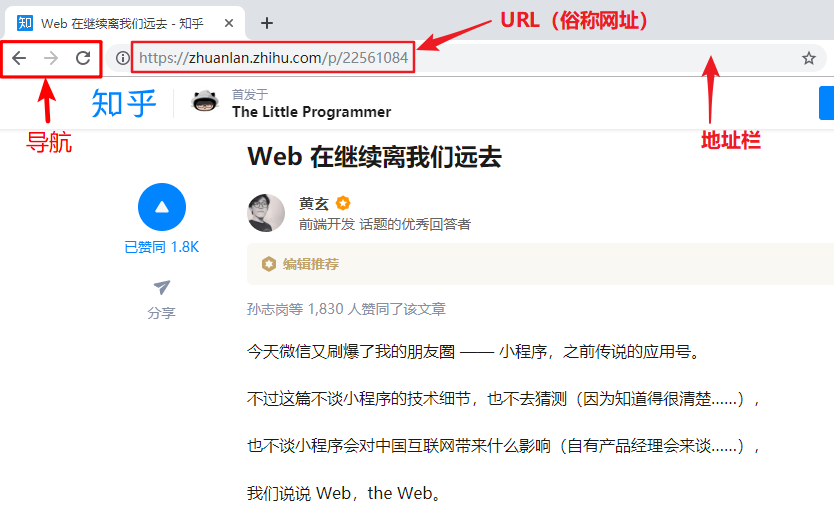 知 Web 在继续离我们远去 - 知乎
URL（俗称网址）
https://zhuanlan.zhihu.com/p/22561084
导航
地址栏
知乎
首发于
The Little Programmer
Web 在继续离我们远去
黄玄
前端开发 话题的优秀回答者
已赞同 1.8K
编辑推荐
分享
孙志岗等 1,830 人赞同了该文章
今天微信又刷爆了我的朋友圈 —— 小程序，之前传说的应用号。
不过这篇不谈小程序的技术细节，也不去猜测（因为知道得很清楚……），
也不谈小程序会对中国互联网带来什么影响（自有产品经理会来谈……），
我们说说 Web，the Web。